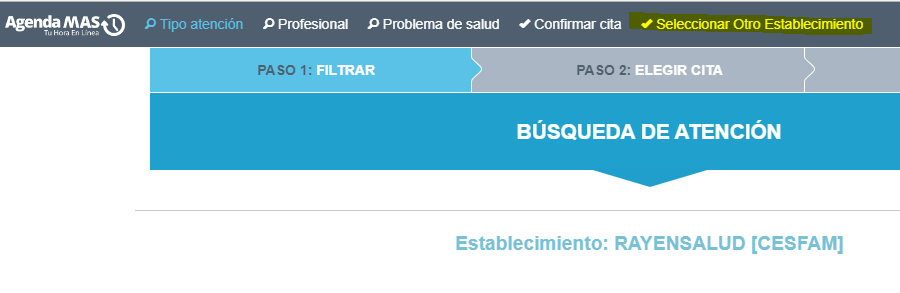 Agenda MAS
Tu Hora En Línea
Tipo atención
Profesional
Problema de salud
Confirmar cita
Seleccionar Otro Establecimiento
PASO 1: FILTRAR
PASO 2: ELEGIR CITA
BÚSQUEDA DE ATENCIÓN
Establecimiento: RAYENSALUD [CESFAM]